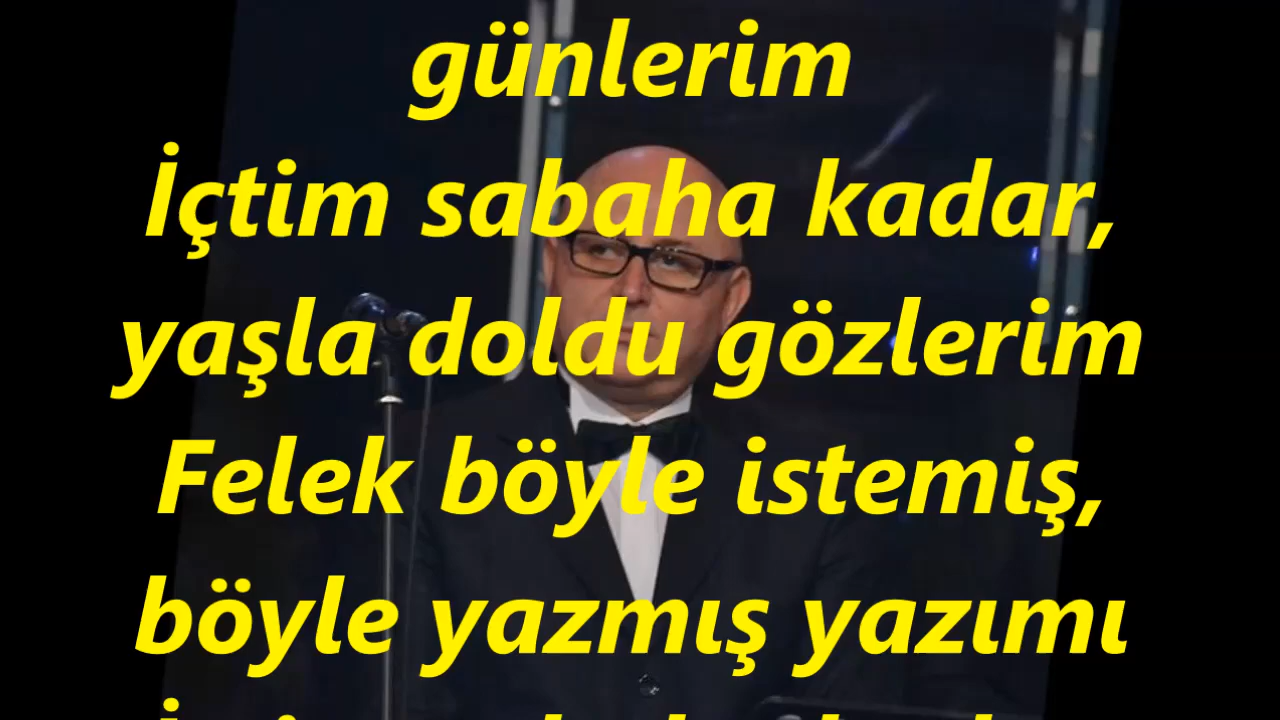 günlerim
İçtim sabaha kadar,
yaşla doldu gözlerim
Felek böyle istemiş,
böyle yazmış yazımı